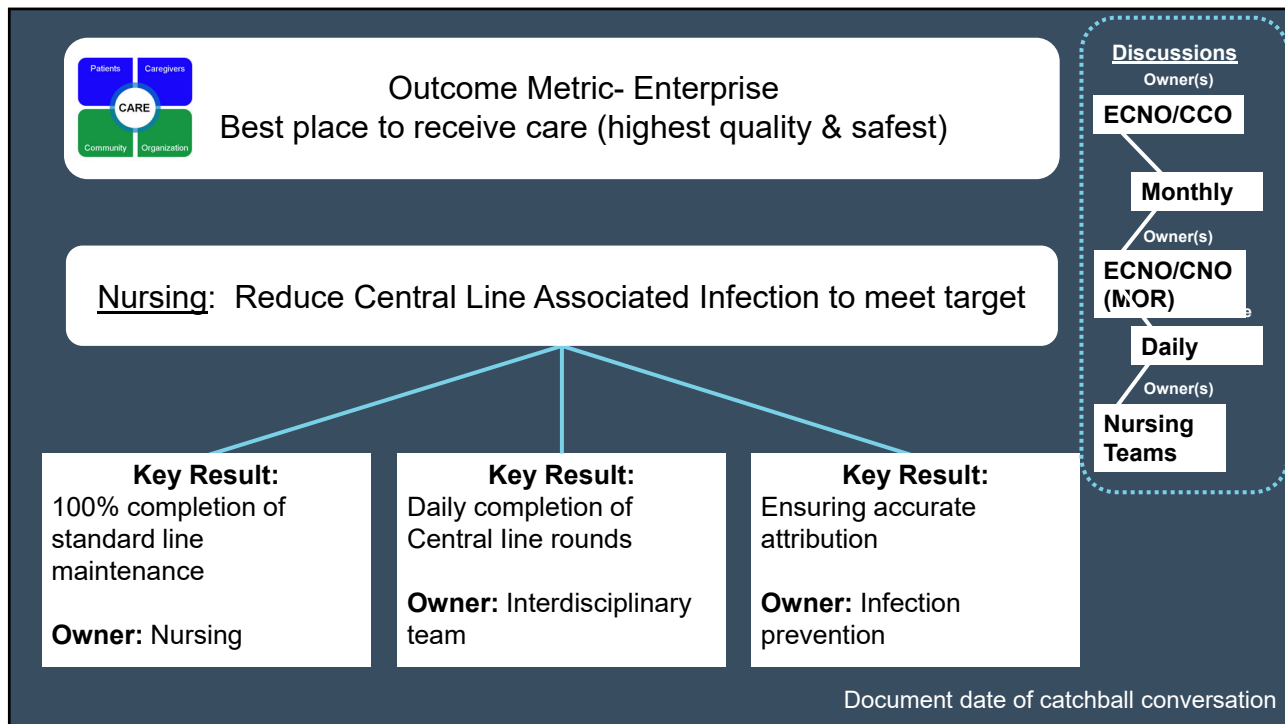 Patients
Caregivers
CARE
Community
Organization
Outcome Metric- Enterprise
Best place to receive care (highest quality & safest)
Nursing:  Reduce Central Line Associated Infection to meet target
Key Result:
100% completion of
standard line
maintenance
Owner: Nursing
Key Result:
Daily completion of
Central line rounds
Owner: Interdisciplinary
team
Key Result:
Ensuring accurate
attribution
Owner: Infection
prevention
Discussions
Owner(s)
ECNO/CCO
Monthly
Owner(s)
ECNO/CNO
(MOR)
Daily
Owner(s)
Nursing
Teams
Document date of catchball conversation